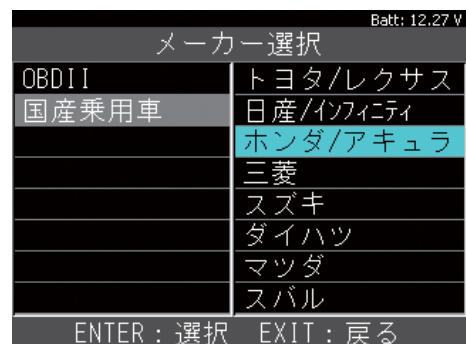 Batt: 12.27 V
メーカー選択
OBDII
国産乗用車
トヨタ/レクサス
日産/インフィニティ
ホンダ/アキュラ
三菱
スズキ
ダイハツ
マツダ
スバル
ENTER：選択 EXIT：戻る